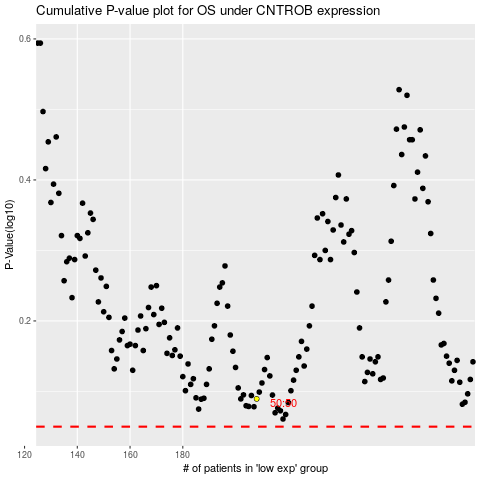 Cumulative P-value plot for OS under CNTROB expression
P-Value(log10)
0.6
0.4
0.2
50:50
120 140 160 180
# of patients in 'low exp' group